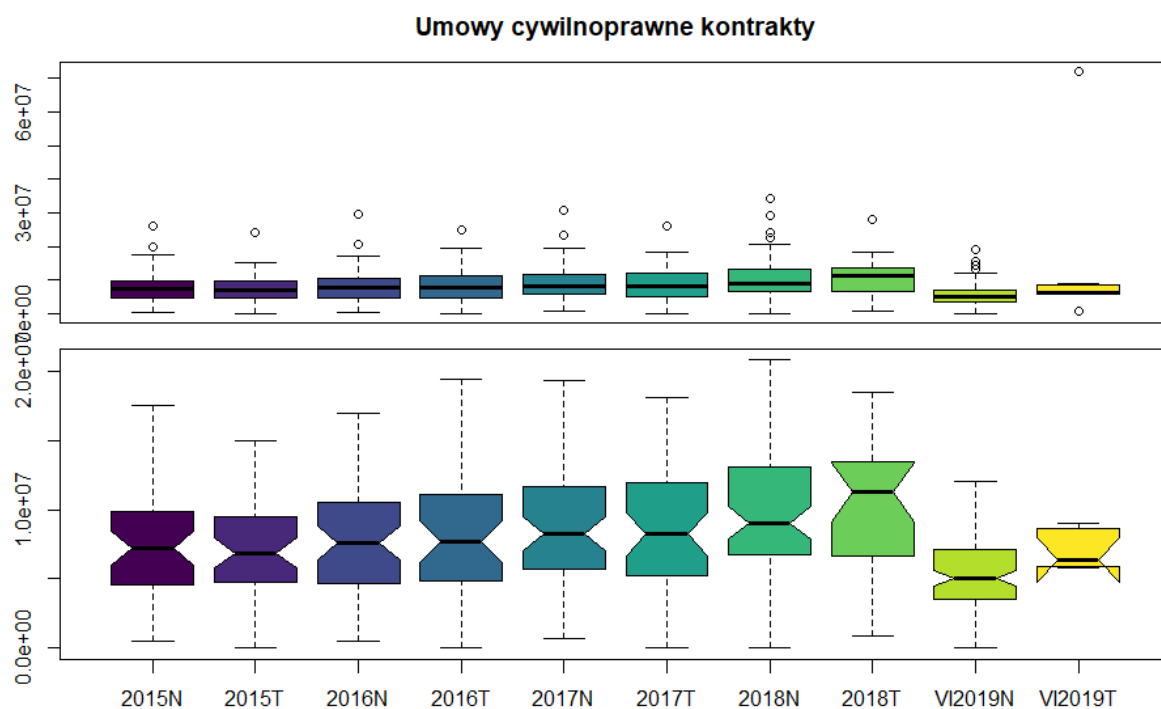 Umowy cywilnoprawne kontrakty
6e+07
3e+07
0e+00
2.0e+07
1.0e+07
0.0e+00
2015N 2015T 2016N 2016T 2017N 2017T 2018N 2018T VI2019N VI2019T